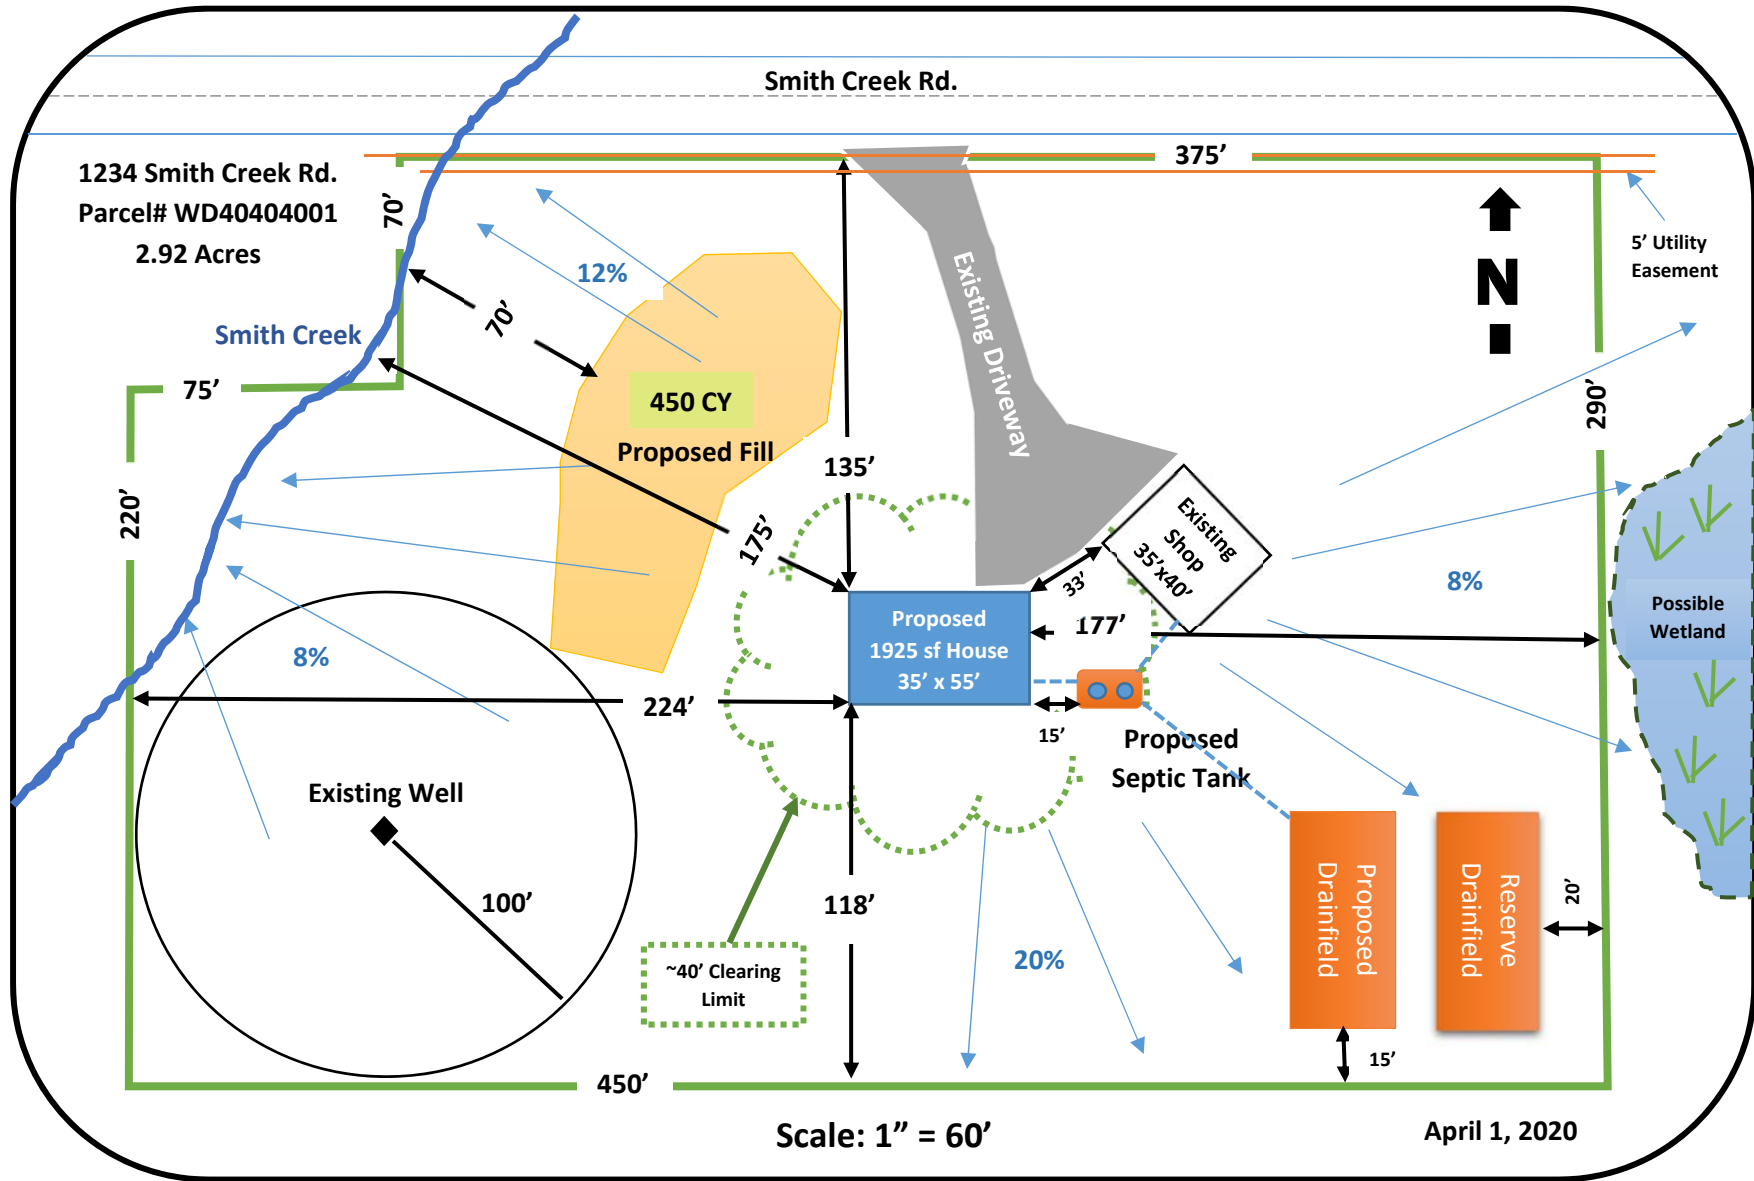 Smith Creek Rd.
1234 Smith Creek Rd.
Parcel# WD40404001
2.92 Acres
375'
70'
N
5' Utility
Easement
12%
70'
Smith Creek
Existing Driveway
75'
450 CY
Proposed Fill
290'
135'
220'
175'
Existing
Shop
35'x40'
33'
8%
Possible
Wetland
Proposed
1925 sf House
35' x 55'
177'
8%
224'
15'
Proposed
Septic Tank
Existing Well
100'
118'
~40' Clearing
Limit
20%
Proposed
Drainfield
Reserve
Drainfield
20'
15'
450'
Scale: 1” = 60'
April 1, 2020